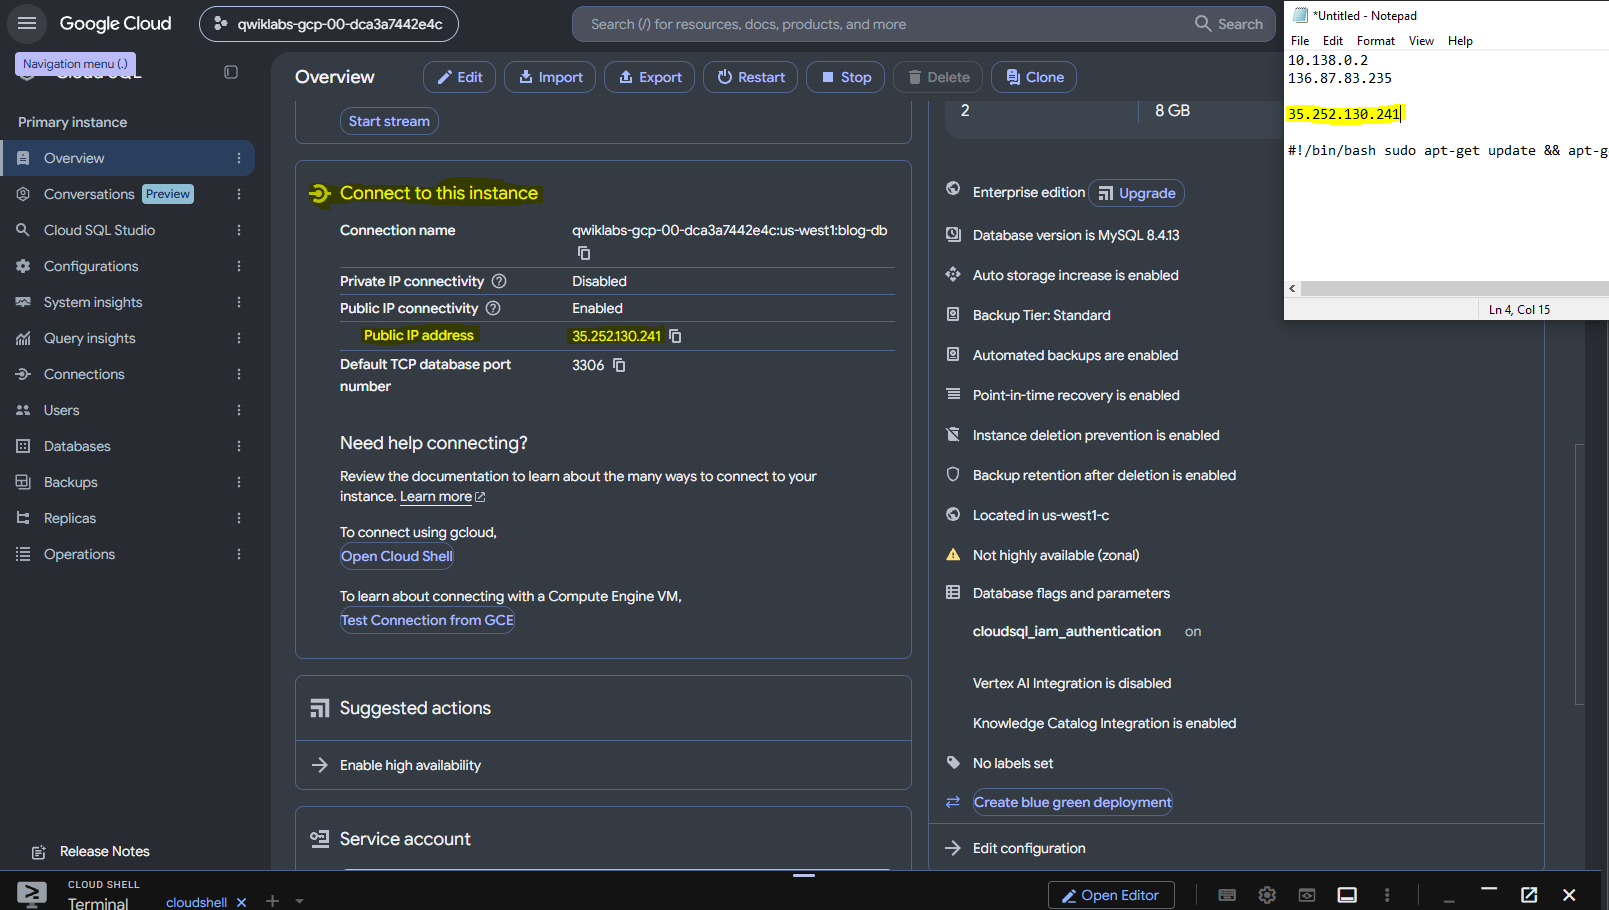 Google Cloud
qwiklabs-gcp-00-dca3a7442e4c
Search (/) for resources, docs, products, and more
Search
Navigation menu (.)
Cloud SQL
Primary instance
Overview
Conversations Preview
Cloud SQL Studio
Configurations
System insights
Query insights
Connections
Users
Databases
Backups
Replicas
Operations
Release Notes
Overview
Edit
Import
Export
Restart
Stop
Delete
Clone
Start stream
Connect to this instance
Connection name qwiklabs-gcp-00-dca3a7442e4c:us-west1:blog-db
Private IP connectivity Disabled
Public IP connectivity Enabled
Public IP address 35.252.130.241
Default TCP database port 3306
number
Need help connecting?
Review the documentation to learn about the many ways to connect to your
instance. Learn more
To connect using gcloud,
Open Cloud Shell
To learn about connecting with a Compute Engine VM,
Test Connection from GCE
Suggested actions
Enable high availability
Service account
2 8 GB
Enterprise edition Upgrade
Database version is MySQL 8.4.13
Auto storage increase is enabled
Backup Tier: Standard
Automated backups are enabled
Point-in-time recovery is enabled
Instance deletion prevention is enabled
Backup retention after deletion is enabled
Located in us-west1-c
Not highly available (zonal)
Database flags and parameters
cloudsql_iam_authentication on
Vertex AI Integration is disabled
Knowledge Catalog Integration is enabled
No labels set
Create blue green deployment
Edit configuration
*Untitled - Notepad
File Edit Format View Help
10.138.0.2
136.87.83.235
35.252.130.241
#!/bin/bash sudo apt-get update && apt-g
Ln 4, Col 15
CLOUD SHELL
Terminal
cloudshell
Open Editor